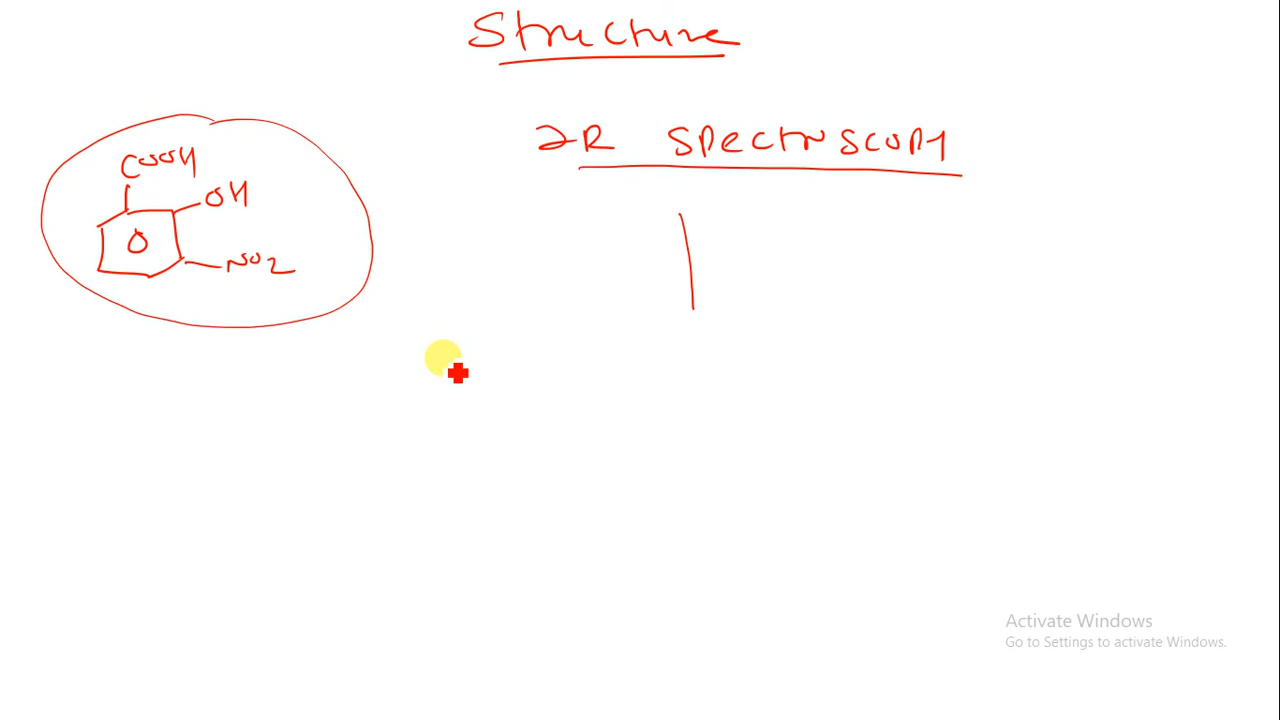 Structure
IR SPectroscopy
COOH
OH
NO2
Activate Windows
Go to Settings to activate Windows.